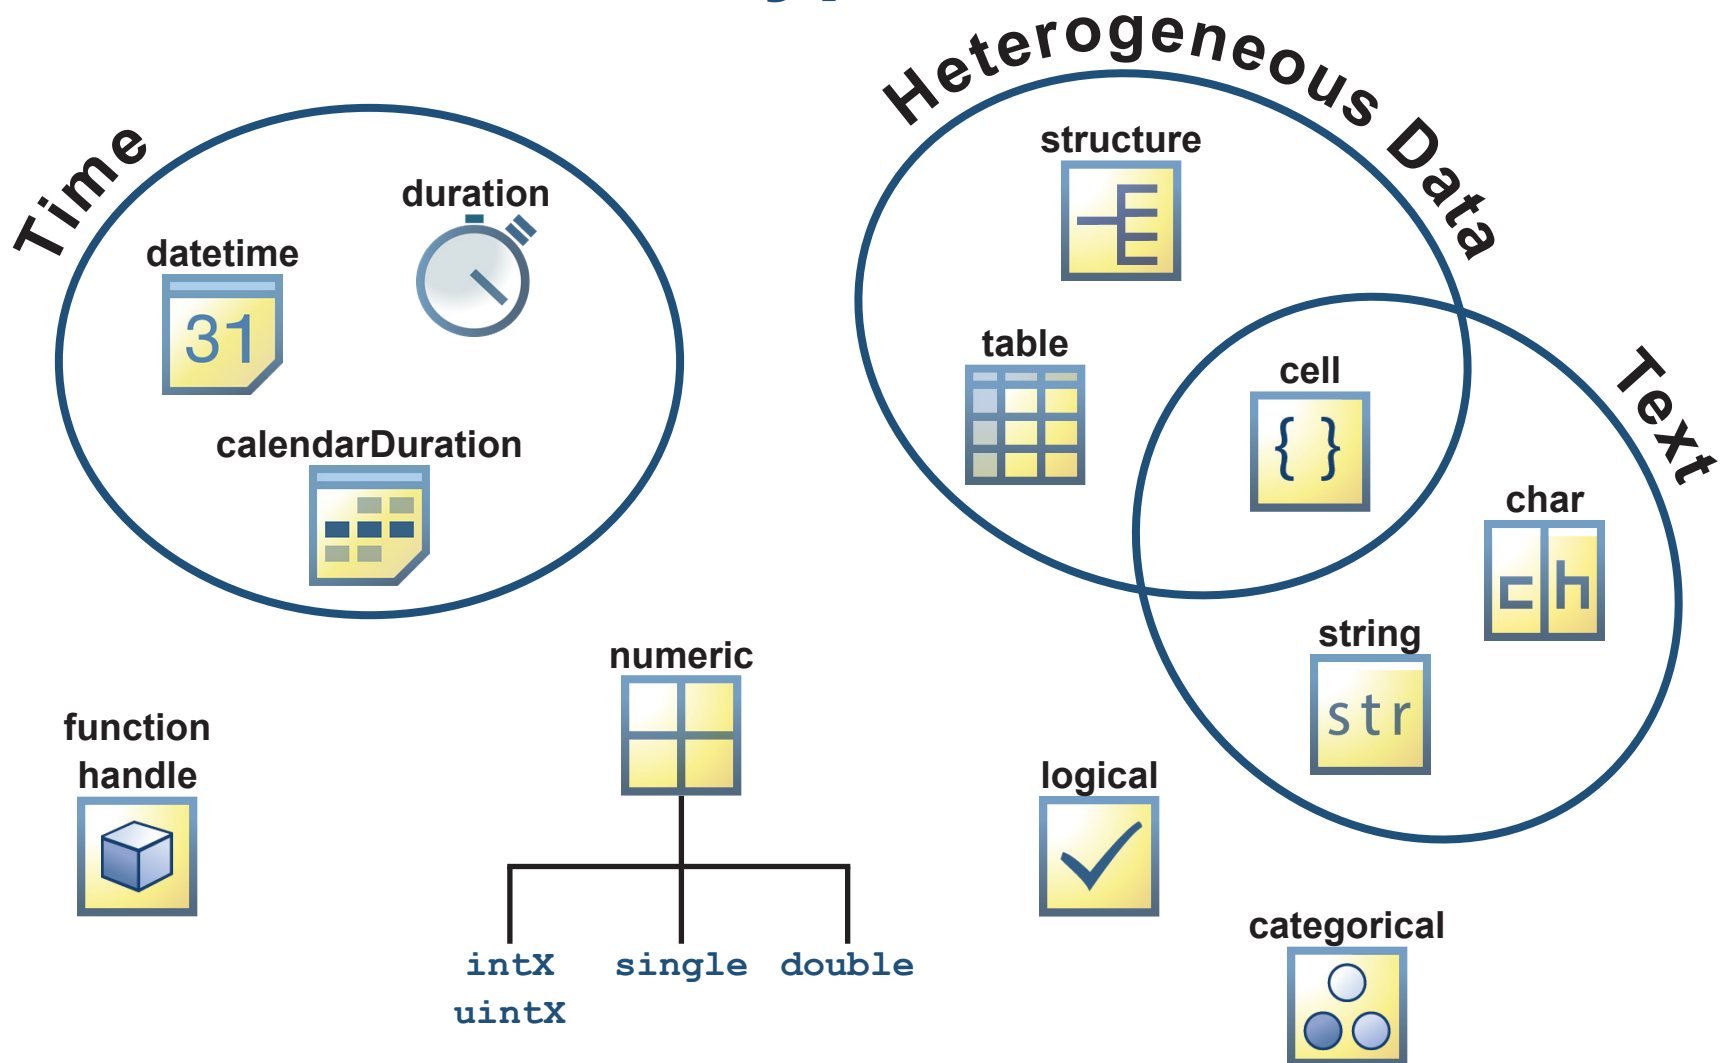 Heterogeneous Data
Time
structure
duration
datetime
31
table
cell
{ }
Text
calendarDuration
char
ch
string
str
numeric
function
handle
logical
categorical
intX single double
uintX